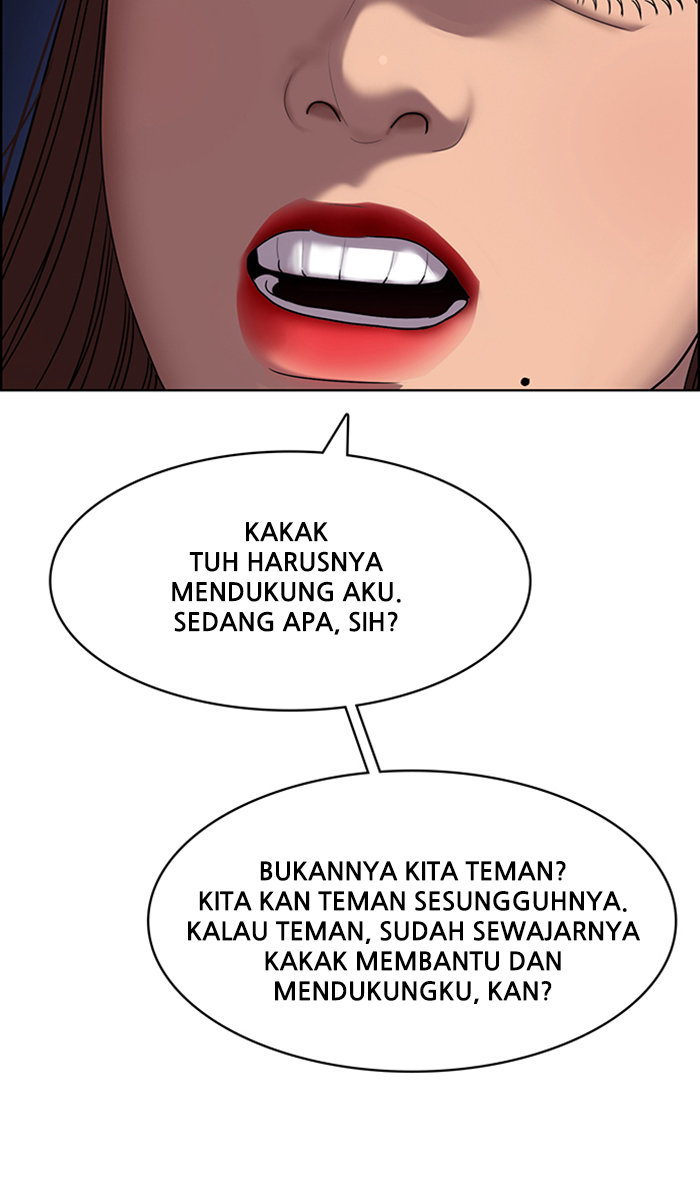 KAKAK
TUH HARUSNYA
MENDUKUNG AKU.
SEDANG APA, SIH?
BUKANNYA KITA TEMAN?
KITA KAN TEMAN SESUNGGUHNYA.
KALAU TEMAN, SUDAH SEWAJARNYA
KAKAK MEMBANTU DAN
MENDUKUNGKU, KAN?